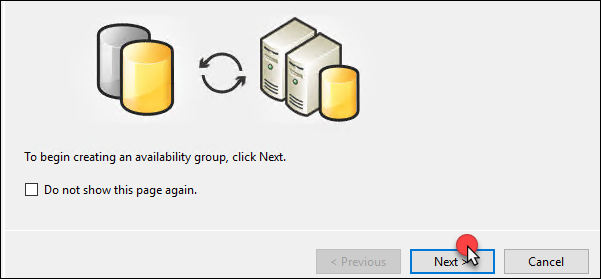 To begin creating an availability group, click Next.
Do not show this page again.
< Previous Next > Cancel